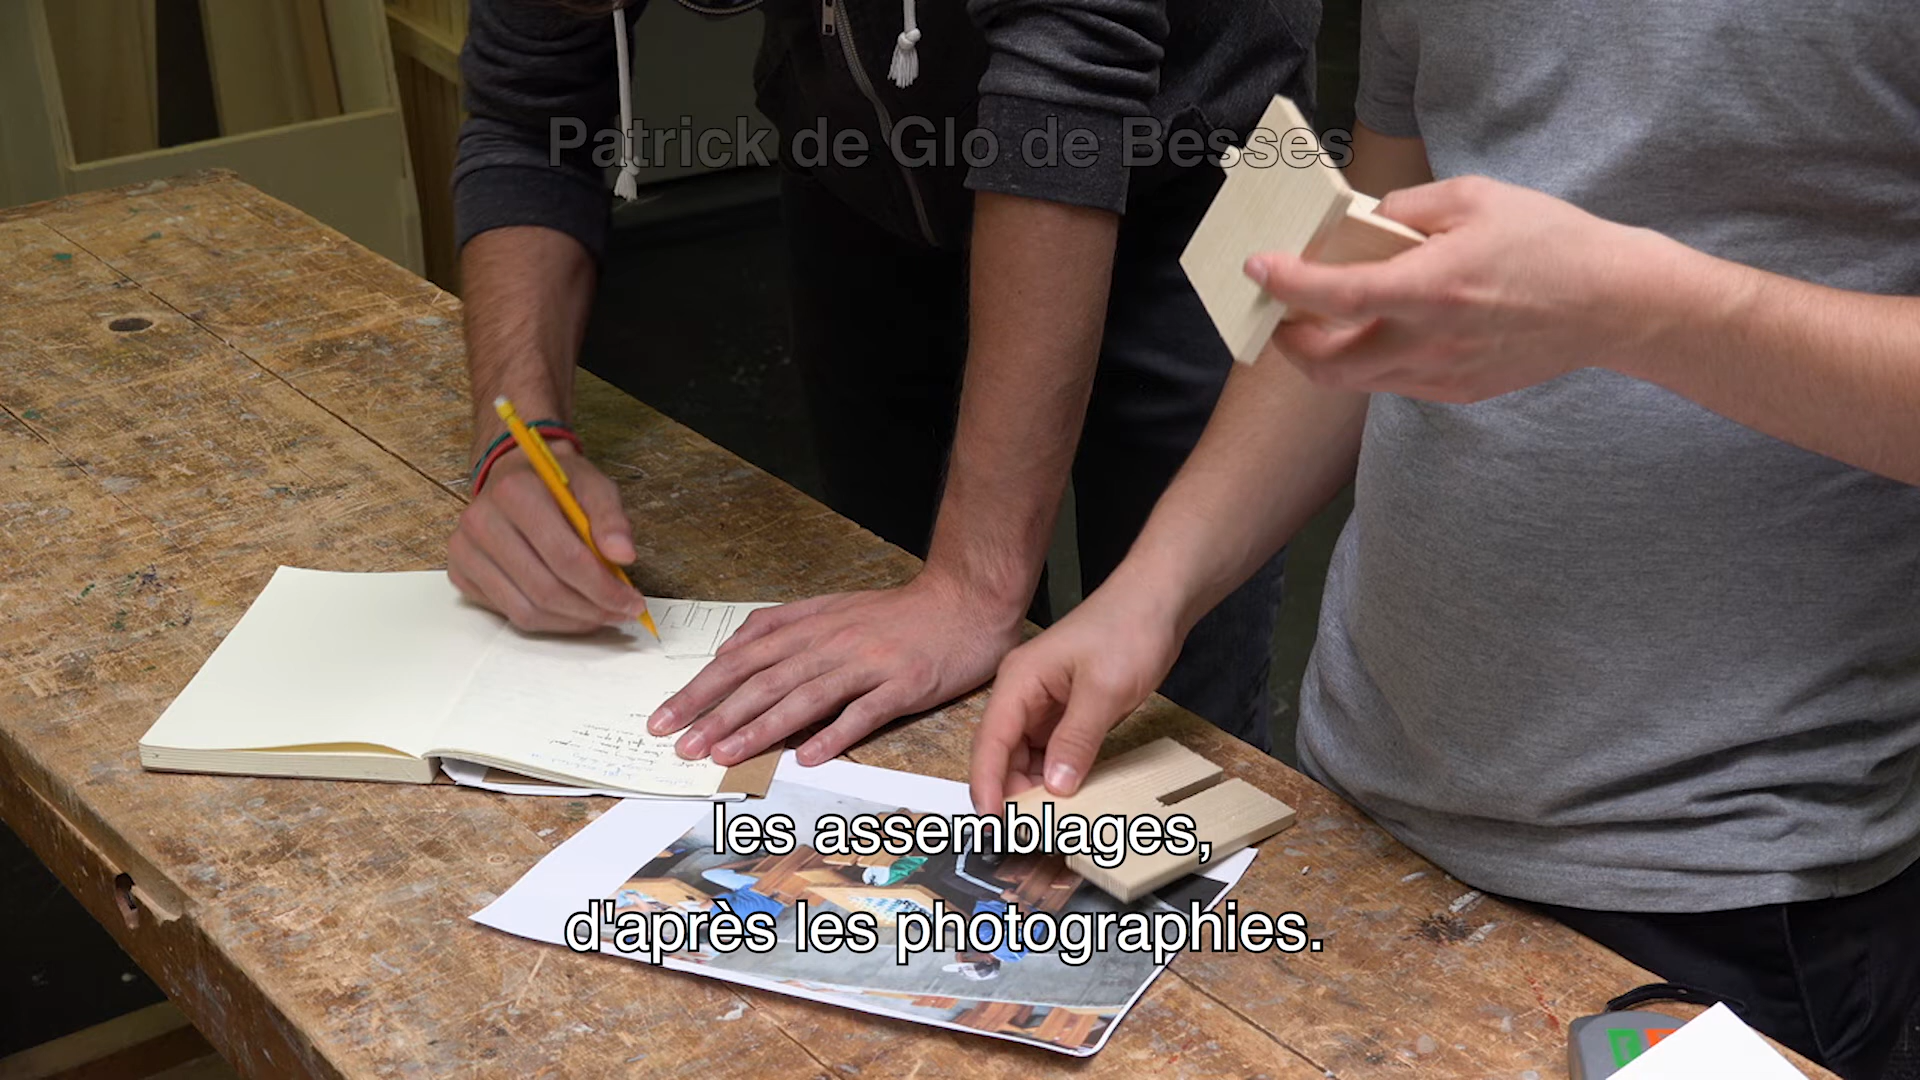 Patrick de Glo de Besses
les assemblages,
d'après les photographies.